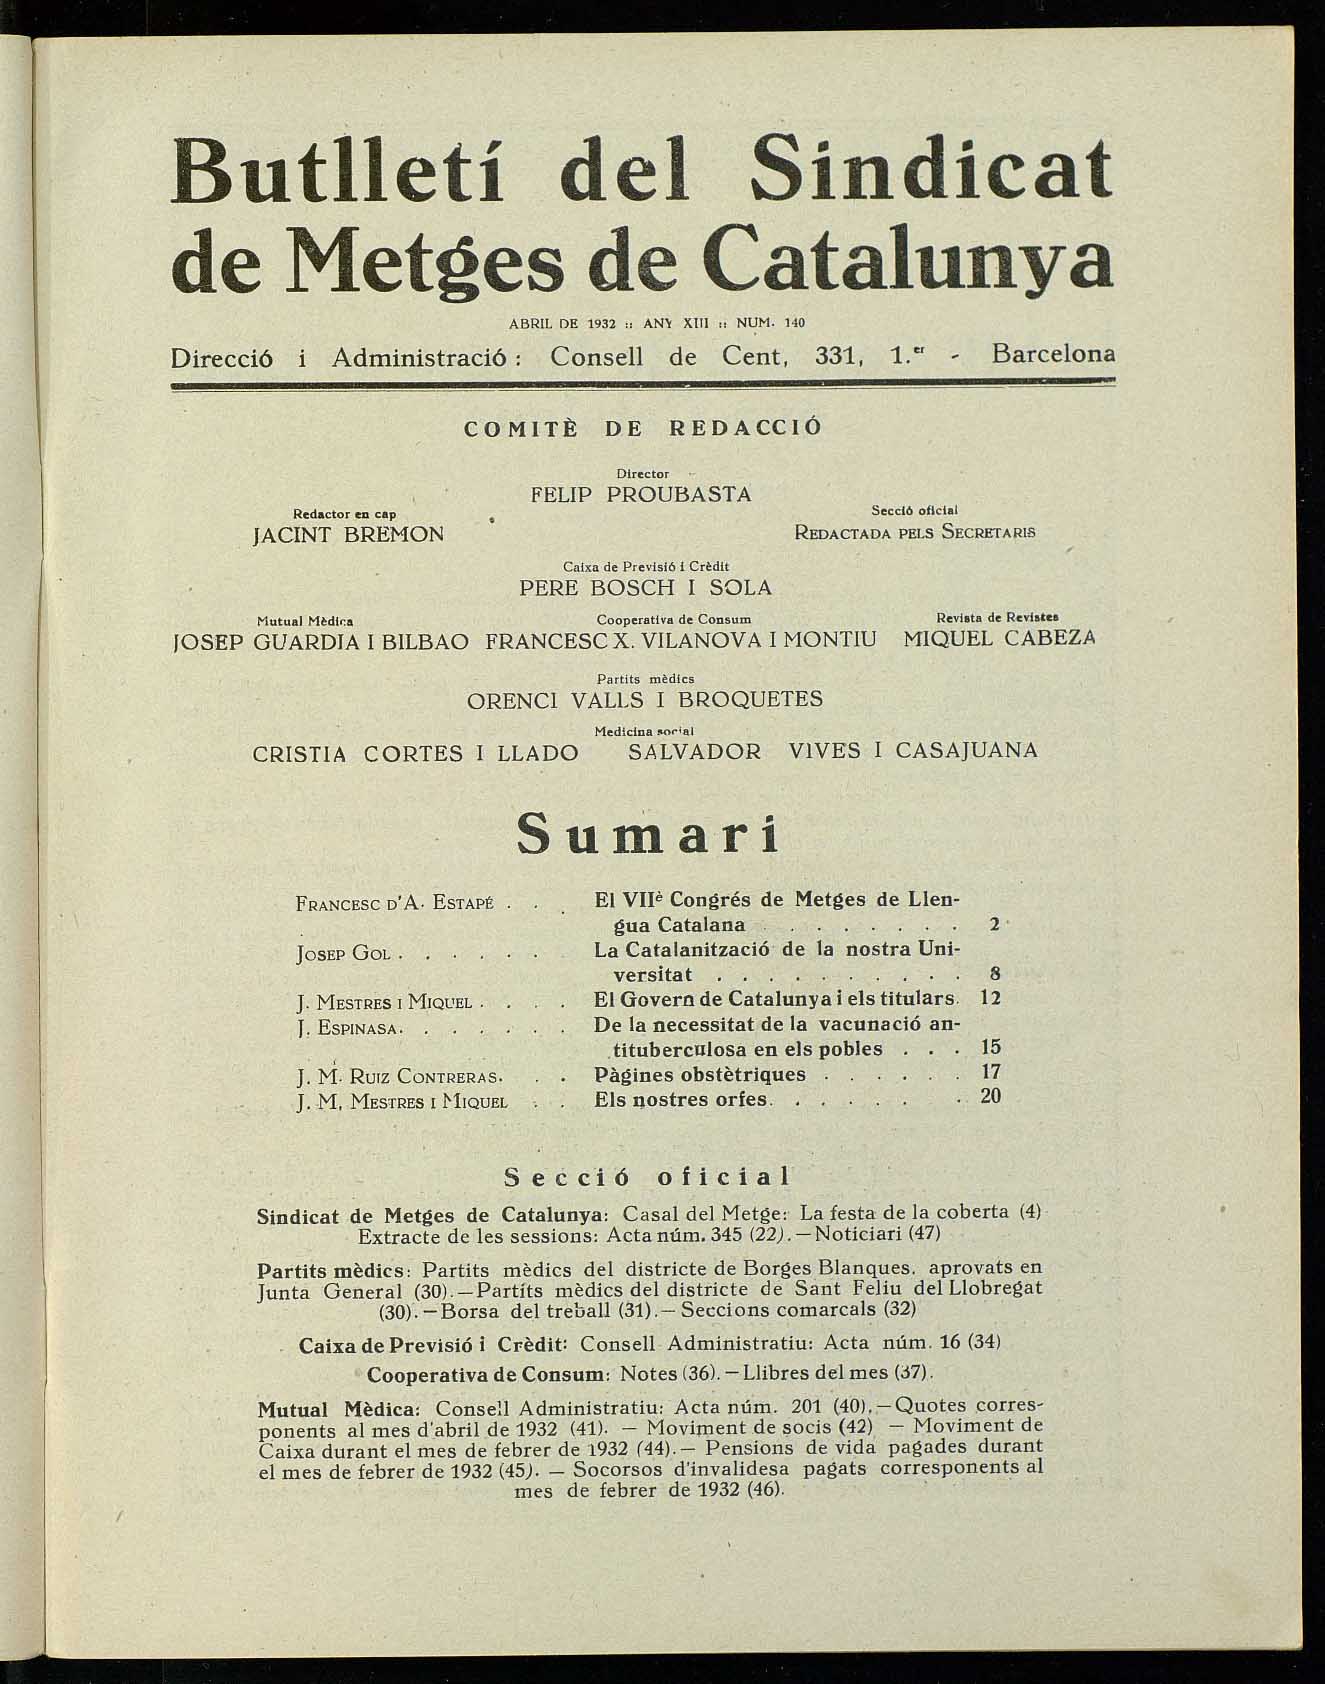 Butlletí del Sindicat
de Metges de Catalunya
ABRIL DE 1932 :: ANY XIII :: NUM. 140
Direcció i Administració : Consell de Cent, 331, 1.er - Barcelona
COMITÈ DE REDACCIÓ
Director
FELIP PROUBASTA
Redactor en cap
JACINT BREMON
Secció oficial
REDACTADA PELS SECRETARIS
Caixa de Previsió i Crèdit
PERE BOSCH I SOLA
Mutual Mèdica
JOSEP GUARDIA I BILBAO
Cooperativa de Consum
FRANCESC X. VILANOVA I MONTIU
Revista de Revistes
MIQUEL CABEZA
Partits mèdics
ORENCI VALLS I BROQUETES
Medicina social
CRISTIA CORTES I LLADO SALVADOR VIVES I CASAJUANA
Sumari
FRANCESC D'A. ESTAPÉ . . . El VIIè Congrés de Metges de Llen-
gua Catalana . . . . . . . . 2
JOSEP GOL . . . . . . La Catalanització de la nostra Uni-
versitat . . . . . . . . . . 8
J. MESTRES I MIQUEL . . . . El Govern de Catalunya i els titulars. 12
J. ESPINASA. . . . . . . De la necessitat de la vacunació an-
tituberculosa en els pobles . . . 15
J. M. RUIZ CONTRERAS. . . Pàgines obstètriques . . . . . . 17
J. M. MESTRES I MIQUEL . . Els nostres orfes. . . . . . . 20
Secció oficial
Sindicat de Metges de Catalunya: Casal del Metge: La festa de la coberta (4)
Extracte de les sessions: Acta núm. 345 (22). — Noticiari (47)
Partits mèdics: Partits mèdics del districte de Borges Blanques, aprovats en
Junta General (30).—Partits mèdics del districte de Sant Feliu del Llobregat
(30). — Borsa del treball (31).— Seccions comarcals (32)
Caixa de Previsió i Crèdit: Consell Administratiu: Acta núm. 16 (34)
Cooperativa de Consum: Notes (36). — Llibres del mes (37).
Mutual Mèdica: Consell Administratiu: Acta núm. 201 (40).—Quotes corres-
ponents al mes d'abril de 1932 (41). — Moviment de socis (42) — Moviment de
Caixa durant el mes de febrer de 1932 (44).— Pensions de vida pagades durant
el mes de febrer de 1932 (45). — Socorsos d'invalidesa pagats corresponents al
mes de febrer de 1932 (46).